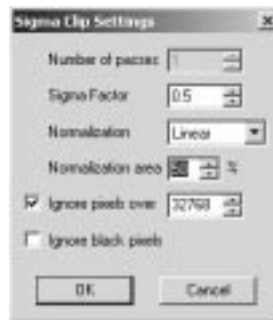 Sigma Clip Settings
Number of passes 1
Sigma Factor 0.5
Normalization Linear
Normalization area 50 %
Ignore pixels over 32768
Ignore black pixels
OK Cancel